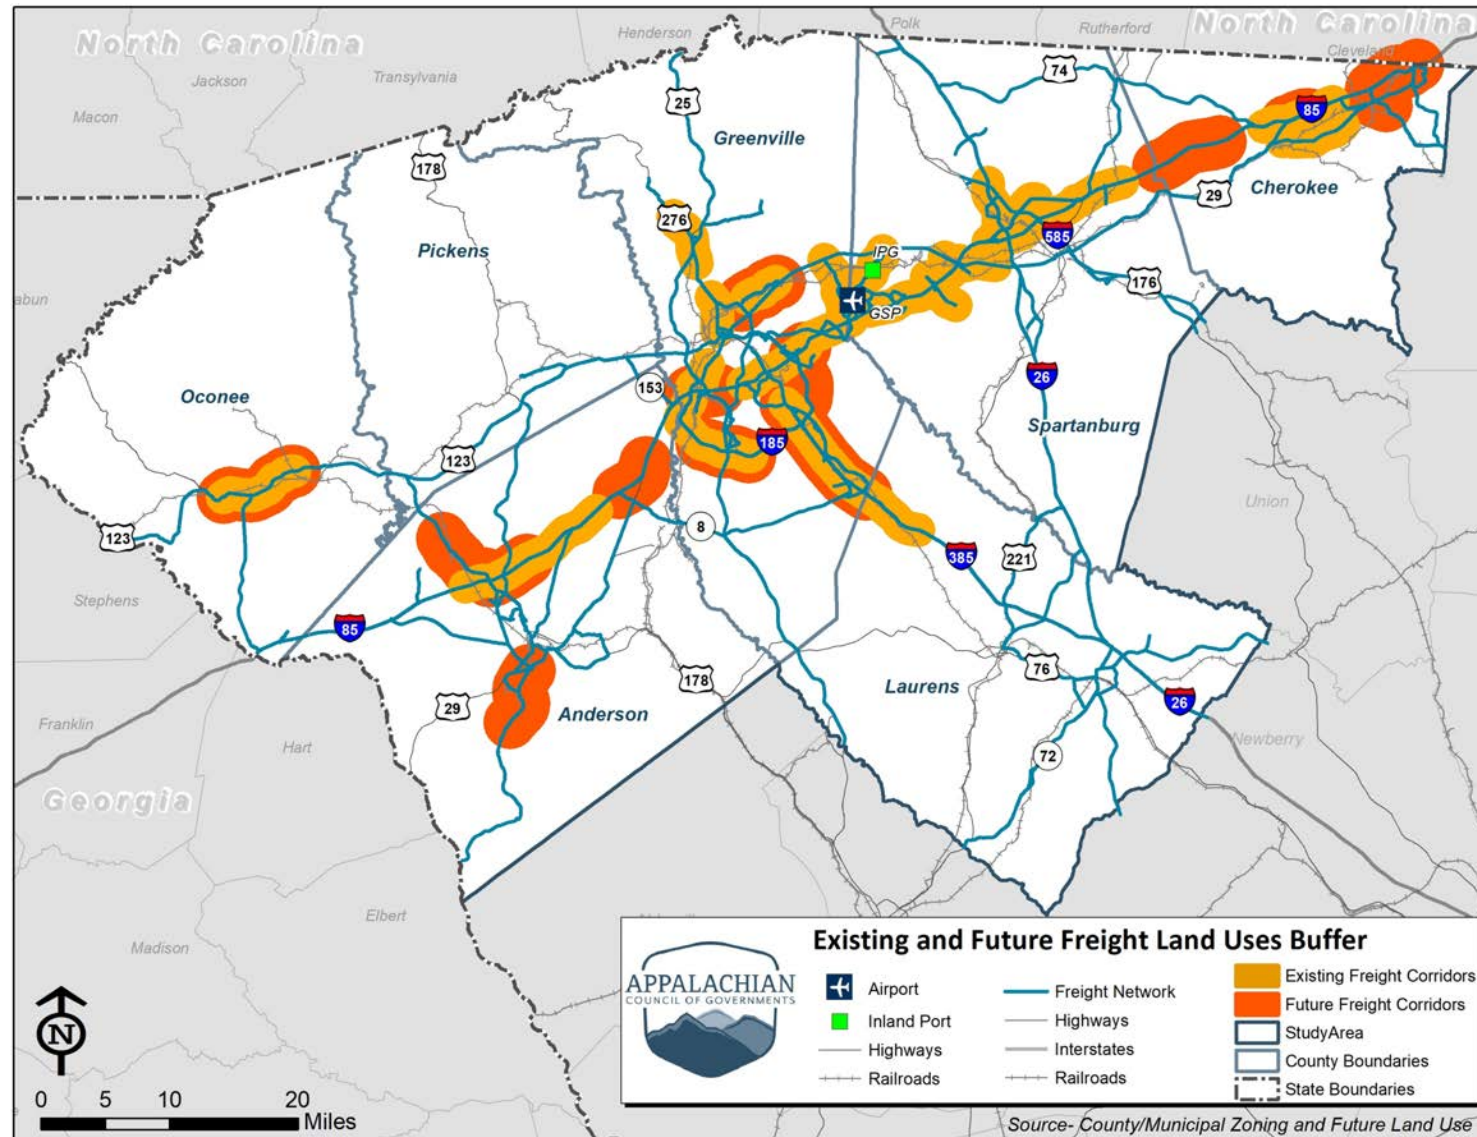 North Carolina
North Carolina
Henderson
Polk
Rutherford
Cleveland
Jackson
Transylvania
Macon
74
25
85
Greenville
178
29
Cherokee
276
585
Pickens
IPG
176
GSP
153
26
Oconee
Spartanburg
185
123
Union
8
123
385
221
Stephens
85
76
178
Laurens
29
Anderson
26
Franklin
Newberry
Hart
72
Georgia
Elbert
Madison
Existing and Future Freight Land Uses Buffer
APPALACHIAN
COUNCIL OF GOVERNMENTS
Airport
Inland Port
Highways
Railroads
Freight Network
Highways
Interstates
Railroads
Existing Freight Corridors
Future Freight Corridors
StudyArea
County Boundaries
State Boundaries
N
0 5 10 20
Miles
Source- County/Municipal Zoning and Future Land Use